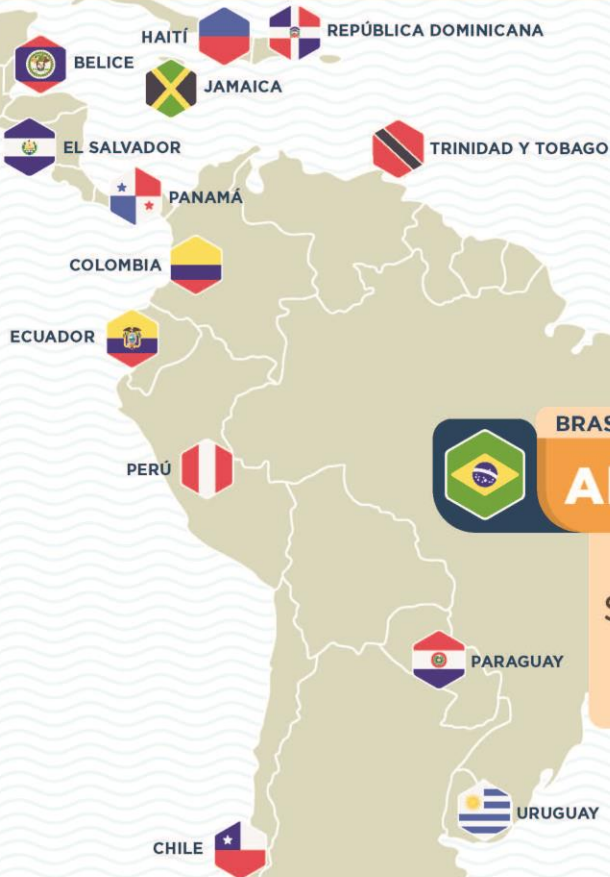 HAITÍ
REPÚBLICA DOMINICANA
BELICE
JAMAICA
EL SALVADOR
TRINIDAD Y TOBAGO
PANAMÁ
COLOMBIA
ECUADOR
PERÚ
PARAGUAY
URUGUAY
CHILE